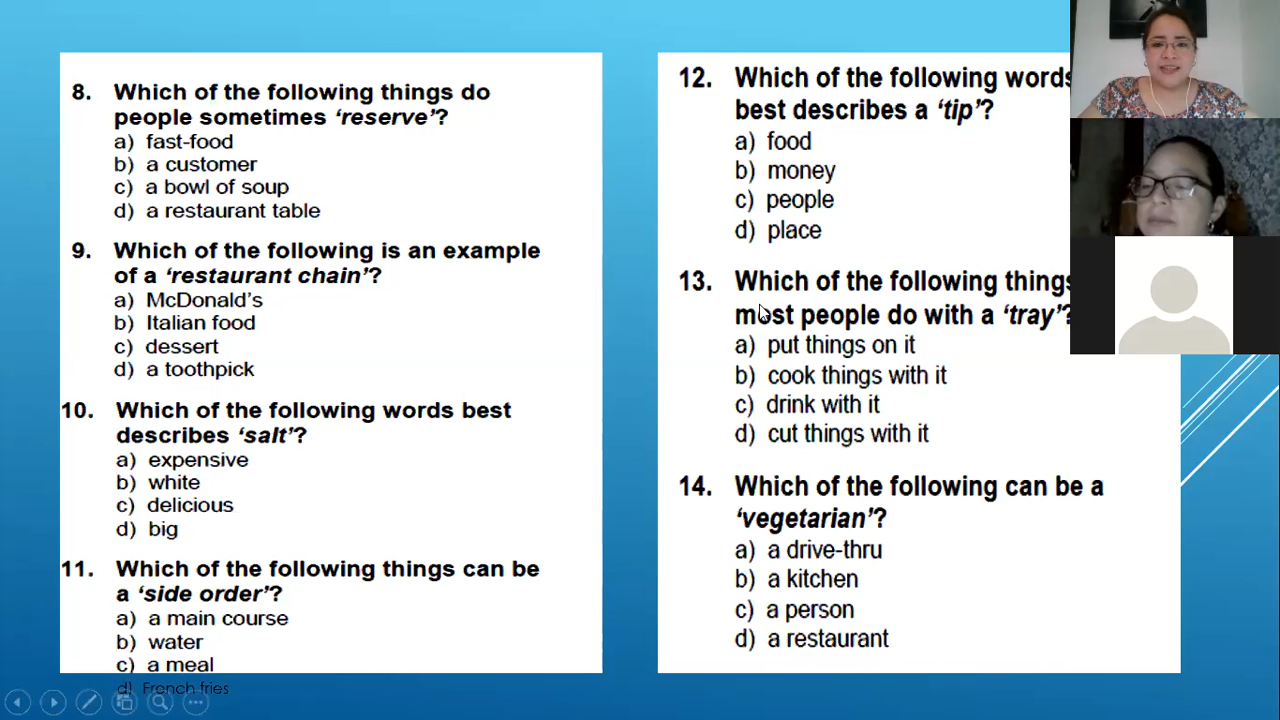 8. Which of the following things do
people sometimes ‘reserve’?
a) fast-food
b) a customer
c) a bowl of soup
d) a restaurant table
9. Which of the following is an example
of a ‘restaurant chain’?
a) McDonald’s
b) Italian food
c) dessert
d) a toothpick
10. Which of the following words best
describes ‘salt’?
a) expensive
b) white
c) delicious
d) big
11. Which of the following things can be
a ‘side order’?
a) a main course
b) water
c) a meal
d) French fries
12. Which of the following words
best describes a ‘tip’?
a) food
b) money
c) people
d) place
13. Which of the following things
most people do with a ‘tray’?
a) put things on it
b) cook things with it
c) drink with it
d) cut things with it
14. Which of the following can be a
‘vegetarian’?
a) a drive-thru
b) a kitchen
c) a person
d) a restaurant